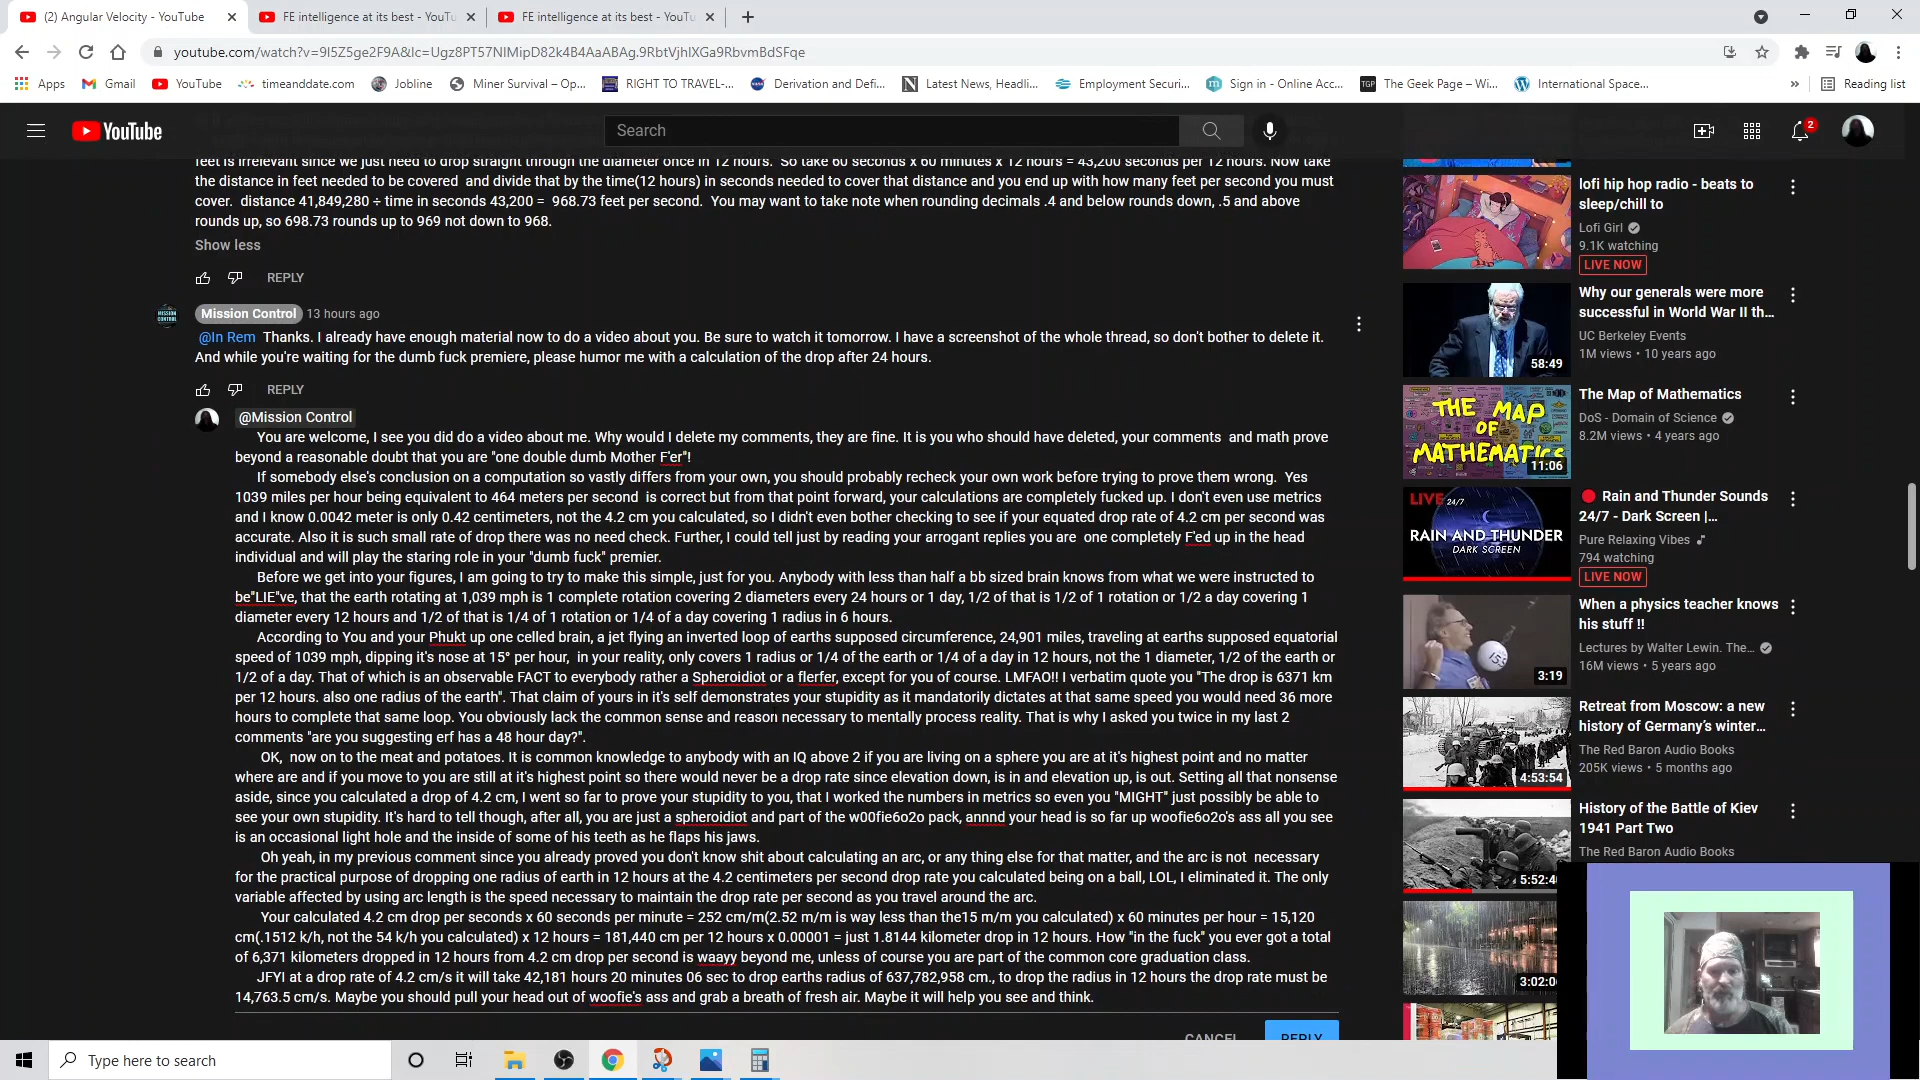 (2) Angular Velocity - YouTube
FE intelligence at its best - YouTu
FE intelligence at its best - YouTu
youtube.com/watch?v=9I5Z5ge2F9A&lc=Ugz8PT57NIMipD82k4B4AaABAg.9RbtVjhIXGa9RbvmBdSFqe
Apps
Gmail
YouTube
timeanddate.com
Jobline
Miner Survival – Op...
RIGHT TO TRAVEL-...
Derivation and Defi...
Latest News, Headli...
Employment Securi...
Sign in - Online Acc...
TGP
The Geek Page – Wi...
International Space...
»
Reading list
YouTube
Search
2
feet is irrelevant since we just need to drop straight through the diameter once in 12 hours. So take 60 seconds x 60 minutes x 12 hours = 43,200 seconds per 12 hours. Now take
the distance in feet needed to be covered and divide that by the time(12 hours) in seconds needed to cover that distance and you end up with how many feet per second you must
cover. distance 41,849,280 ÷ time in seconds 43,200 = 968.73 feet per second. You may want to take note when rounding decimals .4 and below rounds down, .5 and above
rounds up, so 698.73 rounds up to 969 not down to 968.
Show less
REPLY
MISSION CONTROL
Mission Control 13 hours ago
@In Rem Thanks. I already have enough material now to do a video about you. Be sure to watch it tomorrow. I have a screenshot of the whole thread, so don't bother to delete it.
And while you're waiting for the dumb fuck premiere, please humor me with a calculation of the drop after 24 hours.
REPLY
@Mission Control
You are welcome, I see you did do a video about me. Why would I delete my comments, they are fine. It is you who should have deleted, your comments and math prove
beyond a reasonable doubt that you are "one double dumb Mother F'er"!
If somebody else's conclusion on a computation so vastly differs from your own, you should probably recheck your own work before trying to prove them wrong. Yes
1039 miles per hour being equivalent to 464 meters per second is correct but from that point forward, your calculations are completely fucked up. I don't even use metrics
and I know 0.0042 meter is only 0.42 centimeters, not the 4.2 cm you calculated, so I didn't even bother checking to see if your equated drop rate of 4.2 cm per second was
accurate. Also it is such small rate of drop there was no need check. Further, I could tell just by reading your arrogant replies you are one completely F'ed up in the head
individual and will play the staring role in your "dumb fuck" premier.
Before we get into your figures, I am going to try to make this simple, just for you. Anybody with less than half a bb sized brain knows from what we were instructed to
be"LIE"ve, that the earth rotating at 1,039 mph is 1 complete rotation covering 2 diameters every 24 hours or 1 day, 1/2 of that is 1/2 of 1 rotation or 1/2 a day covering 1
diameter every 12 hours and 1/2 of that is 1/4 of 1 rotation or 1/4 of a day covering 1 radius in 6 hours.
According to You and your Phukt up one celled brain, a jet flying an inverted loop of earths supposed circumference, 24,901 miles, traveling at earths supposed equatorial
speed of 1039 mph, dipping it's nose at 15° per hour, in your reality, only covers 1 radius or 1/4 of the earth or 1/4 of a day in 12 hours, not the 1 diameter, 1/2 of the earth or
1/2 of a day. That of which is an observable FACT to everybody rather a Spheroidiot or a flerfer, except for you of course. LMFAO!! I verbatim quote you "The drop is 6371 km
per 12 hours. also one radius of the earth". That claim of yours in it's self demonstrates your stupidity as it mandatorily dictates at that same speed you would need 36 more
hours to complete that same loop. You obviously lack the common sense and reason necessary to mentally process reality. That is why I asked you twice in my last 2
comments "are you suggesting erf has a 48 hour day?".
OK, now on to the meat and potatoes. It is common knowledge to anybody with an IQ above 2 if you are living on a sphere you are at it's highest point and no matter
where are and if you move to you are still at it's highest point so there would never be a drop rate since elevation down, is in and elevation up, is out. Setting all that nonsense
aside, since you calculated a drop of 4.2 cm, I went so far to prove your stupidity to you, that I worked the numbers in metrics so even you "MIGHT" just possibly be able to
see your own stupidity. It's hard to tell though, after all, you are just a spheroidiot and part of the w00fie6o2o pack, annnd your head is so far up woofie6o2o's ass all you see
is an occasional light hole and the inside of some of his teeth as he flaps his jaws.
Oh yeah, in my previous comment since you already proved you don't know shit about calculating an arc, or any thing else for that matter, and the arc is not necessary
for the practical purpose of dropping one radius of earth in 12 hours at the 4.2 centimeters per second drop rate you calculated being on a ball, LOL, I eliminated it. The only
variable affected by using arc length is the speed necessary to maintain the drop rate per second as you travel around the arc.
Your calculated 4.2 cm drop per seconds x 60 seconds per minute = 252 cm/m(2.52 m/m is way less than the15 m/m you calculated) x 60 minutes per hour = 15,120
cm(.1512 k/h, not the 54 k/h you calculated) x 12 hours = 181,440 cm per 12 hours x 0.00001 = just 1.8144 kilometer drop in 12 hours. How "in the fuck" you ever got a total
of 6,371 kilometers dropped in 12 hours from 4.2 cm drop per second is waayy beyond me, unless of course you are part of the common core graduation class.
JFYI at a drop rate of 4.2 cm/s it will take 42,181 hours 20 minutes 06 sec to drop earths radius of 637,782,958 cm., to drop the radius in 12 hours the drop rate must be
14,763.5 cm/s. Maybe you should pull your head out of woofie's ass and grab a breath of fresh air. Maybe it will help you see and think.
CANCEL
REPLY
lofi hip hop radio - beats to
sleep/chill to
Lofi Girl
9.1K watching
LIVE NOW
58:49
Why our generals were more
successful in World War II th...
UC Berkeley Events
1M views • 10 years ago
THE MAP
OF
MATHEMATICS
11:06
The Map of Mathematics
DoS - Domain of Science
8.2M views • 4 years ago
LIVE 24/7
RAIN AND THUNDER
DARK SCREEN
Rain and Thunder Sounds
24/7 - Dark Screen |...
Pure Relaxing Vibes
794 watching
LIVE NOW
3:19
When a physics teacher knows
his stuff !!
Lectures by Walter Lewin. The...
16M views • 5 years ago
4:53:54
Retreat from Moscow: a new
history of Germany's winter...
The Red Baron Audio Books
205K views • 5 months ago
5:52:4
History of the Battle of Kiev
1941 Part Two
The Red Baron Audio Books
3:02:0
Type here to search